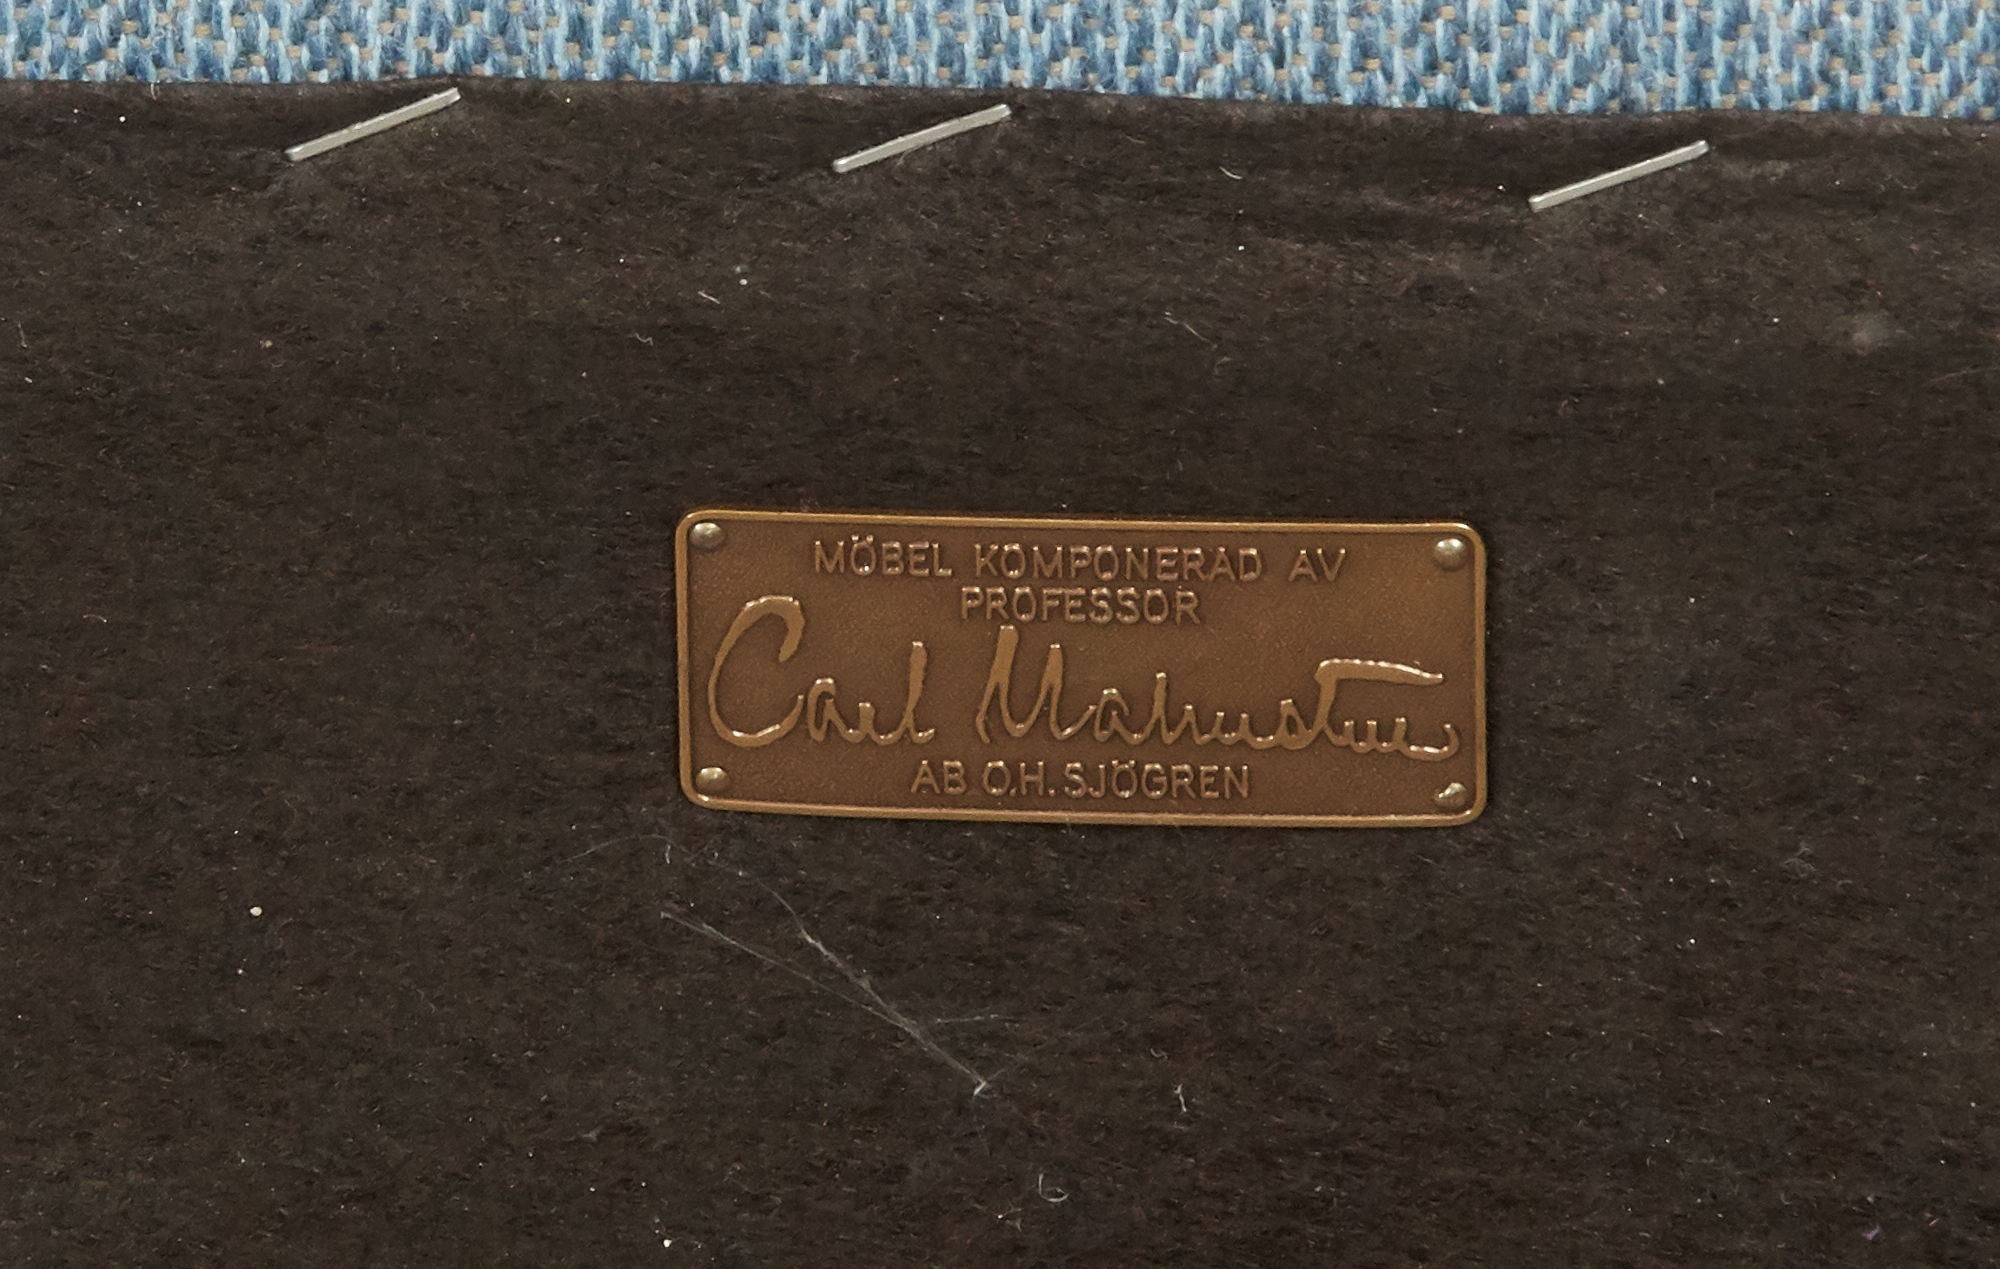 MÖBEL KOMPONERAD AV
PROFESSOR
Carl Malmsten
AB O.H. SJÖGREN